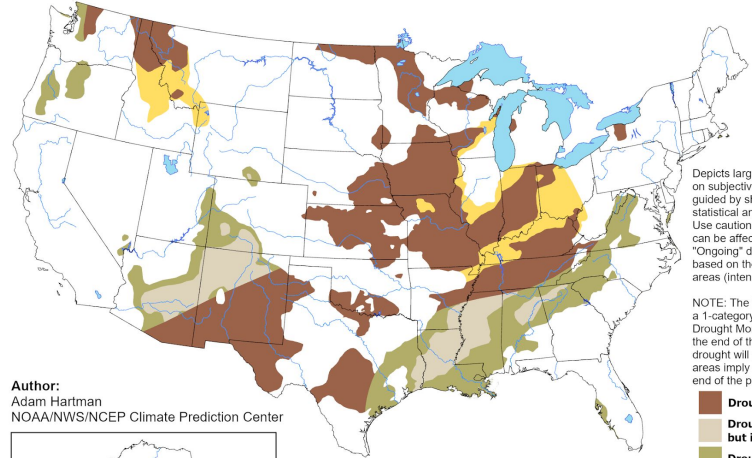 Depicts larg
on subjectiv
guided by sh
statistical ar
Use caution
can be affec
"Ongoing" d
based on the
areas (inten
NOTE: The
a 1-category
Drought Mo
the end of th
drought will
areas imply
end of the p
Author:
Adam Hartman
NOAA/NWS/NCEP Climate Prediction Center
Drou
Drou
but i